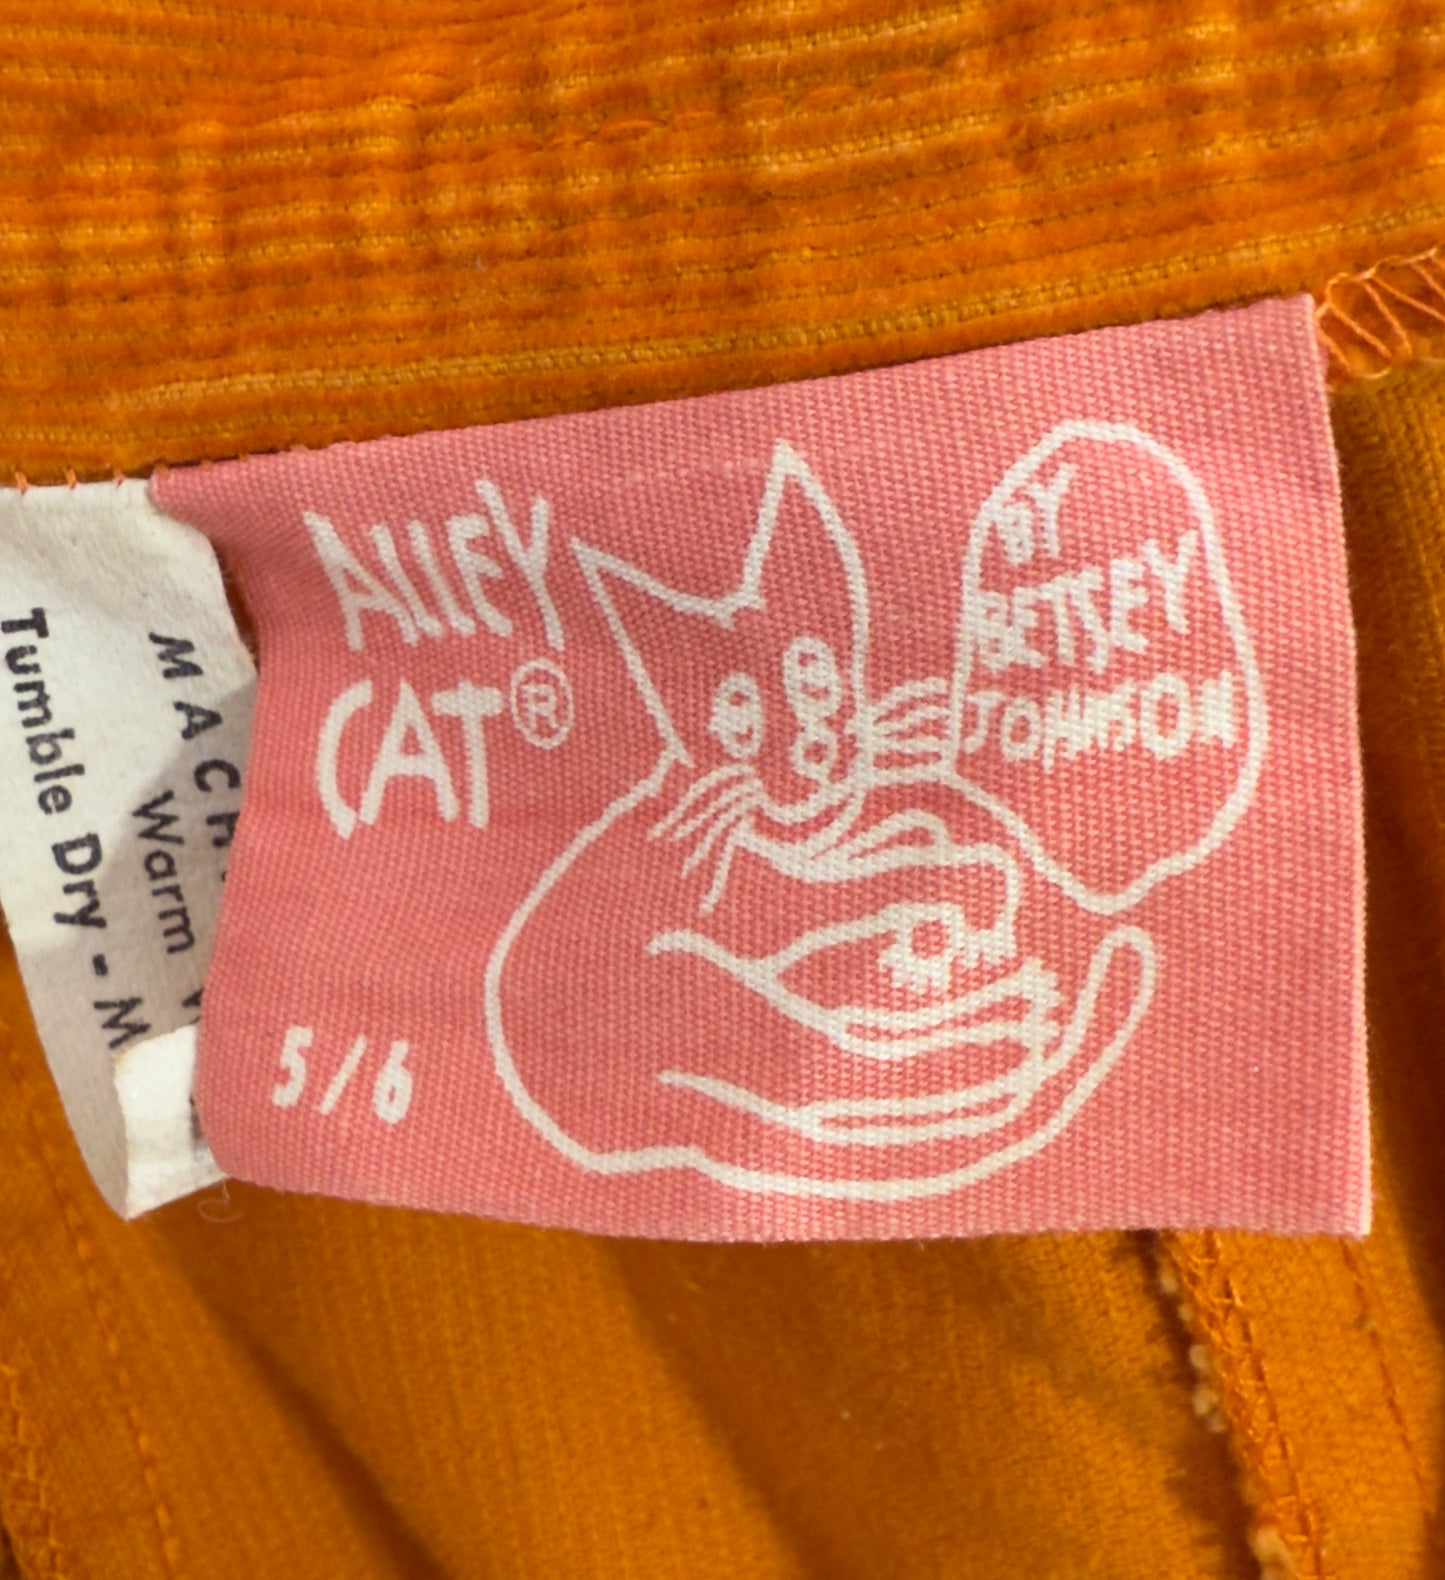 ALLEY
CAT®
BY
BETSEY
JOHNSON
5/6
MACH
Warm
Tumble Dry - M